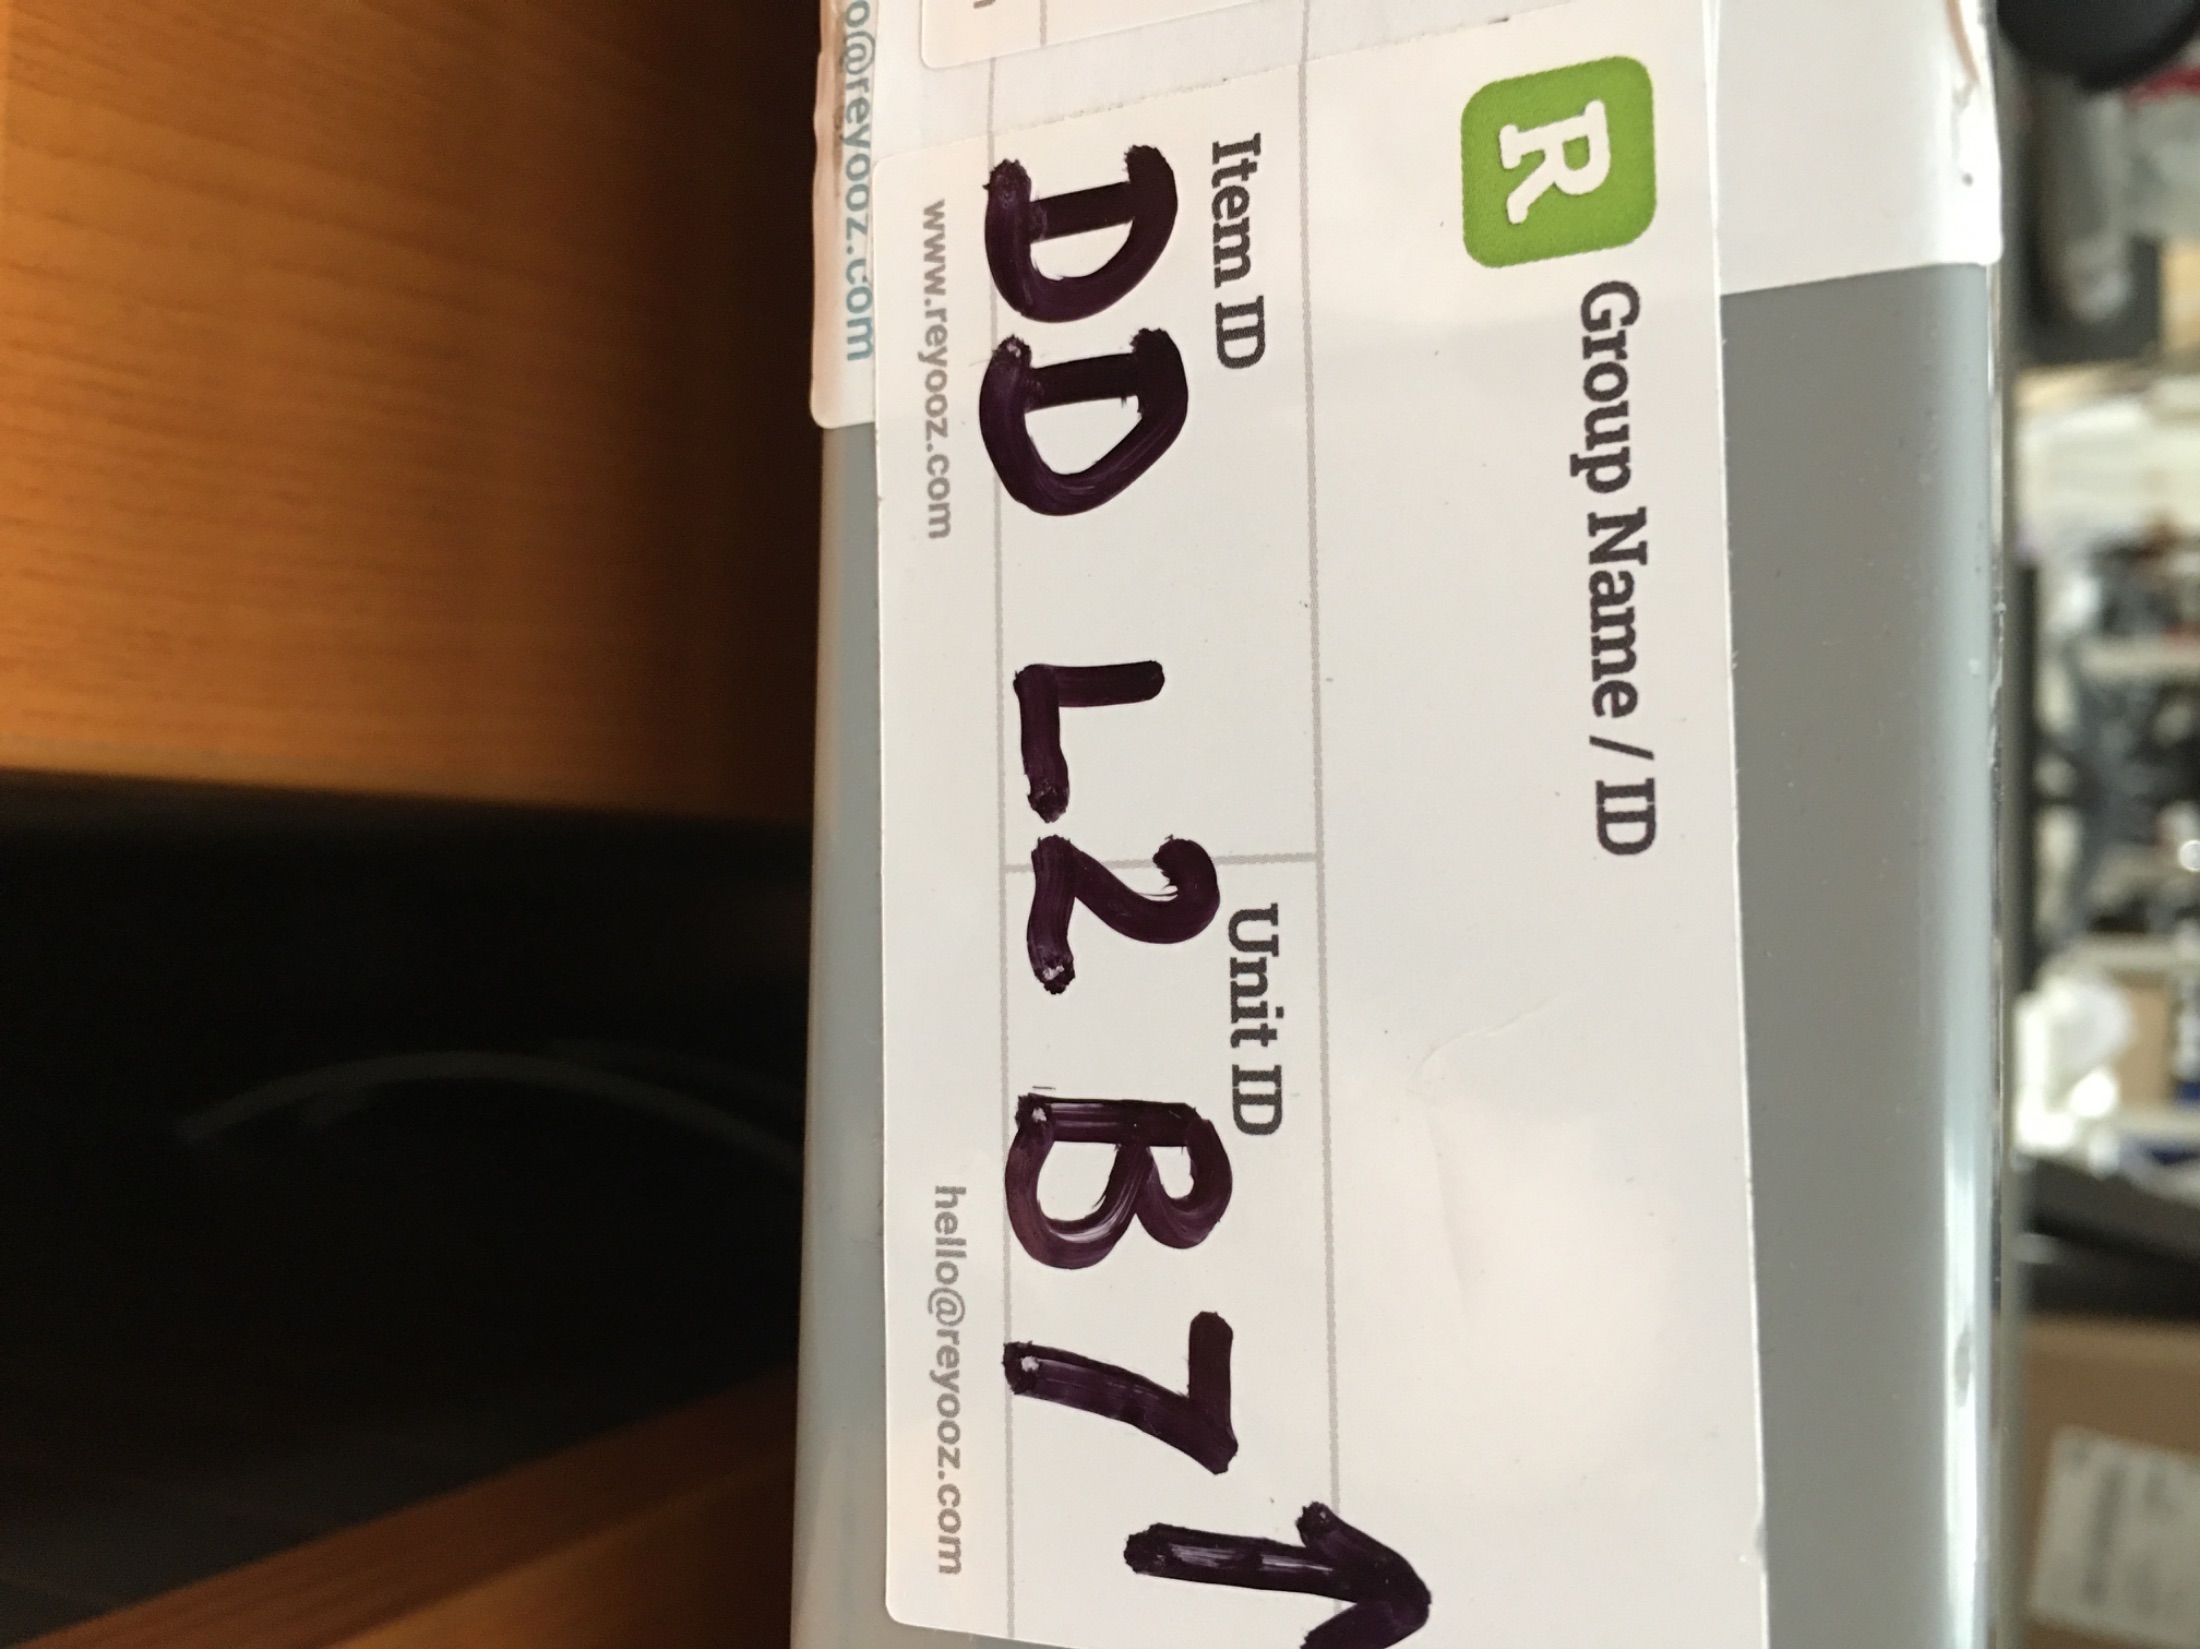 R Group Name / ID
Item ID Unit ID
DD L2 B7↑
www.reyooz.com hello@reyooz.com
o@reyooz.com